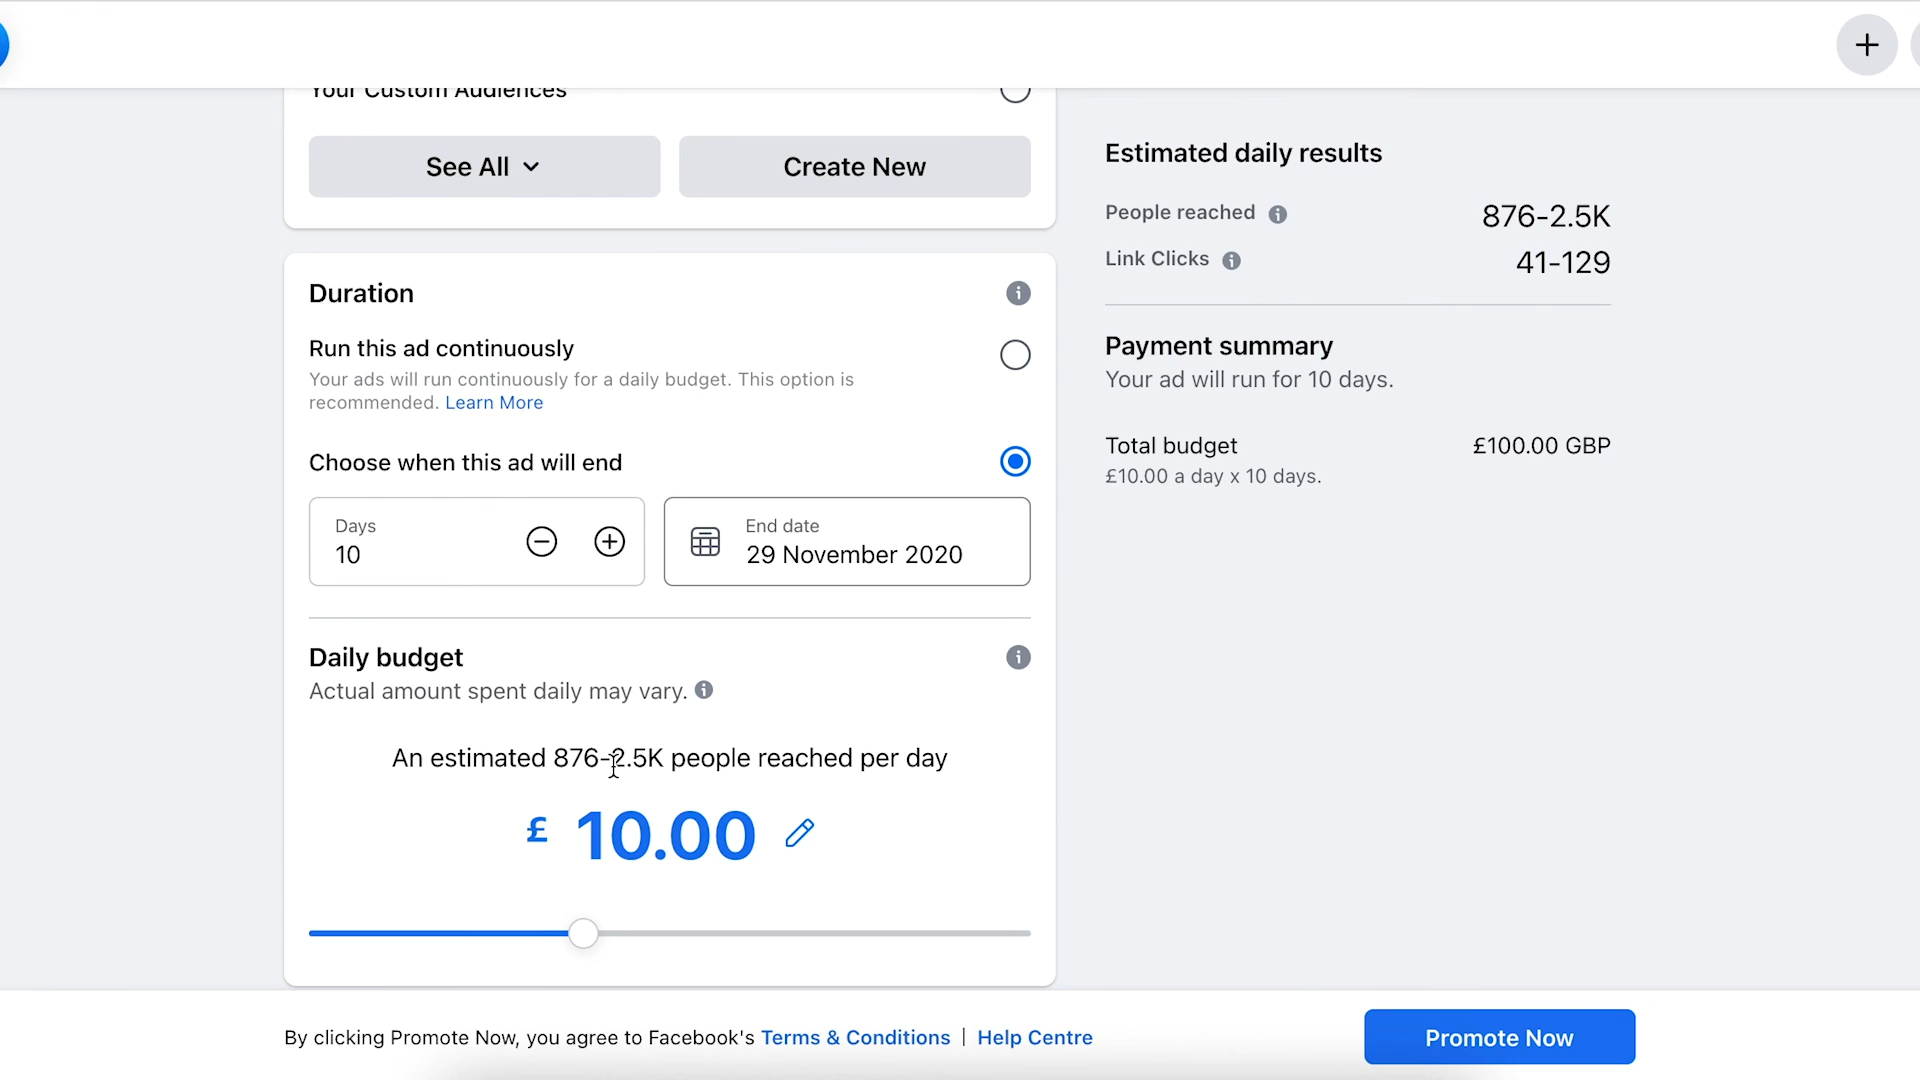 Your Custom Audiences
See All
Create New
Duration
Run this ad continuously
Your ads will run continuously for a daily budget. This option is
recommended. Learn More
Choose when this ad will end
Days
10
End date
29 November 2020
Daily budget
Actual amount spent daily may vary.
An estimated 876-2.5K people reached per day
£ 10.00
Estimated daily results
People reached 876-2.5K
Link Clicks 41-129
Payment summary
Your ad will run for 10 days.
Total budget £100.00 GBP
£10.00 a day x 10 days.
By clicking Promote Now, you agree to Facebook's Terms & Conditions | Help Centre
Promote Now